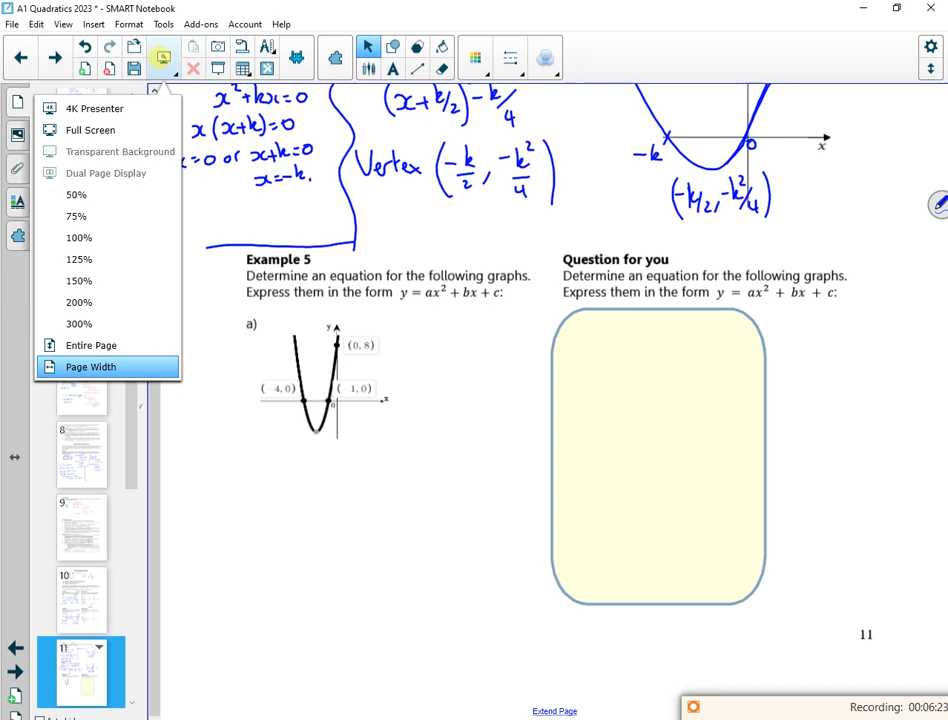 A1 Quadratics 2023 * - SMART Notebook
File Edit View Insert Format Tools Add-ons Account Help
4K Presenter
Full Screen
Transparent Background
Dual Page Display
50%
75%
100%
125%
150%
200%
300%
Entire Page
Page Width
8
9
10
11
x² + kx = 0
x(x+k) = 0
x = 0 or x+k = 0
x = -k.
(x + k/2) - k/4
Vertex (-k/2, -k²/4)
-k
0
x
(-k/2, -k²/4)
Example 5
Determine an equation for the following graphs.
Express them in the form y = ax² + bx + c:
a)
y
(0, 8)
(-4, 0)
(-1, 0)
0
x
Question for you
Determine an equation for the following graphs.
Express them in the form y = ax² + bx + c:
11
Extend Page
Recording: 00:06:23